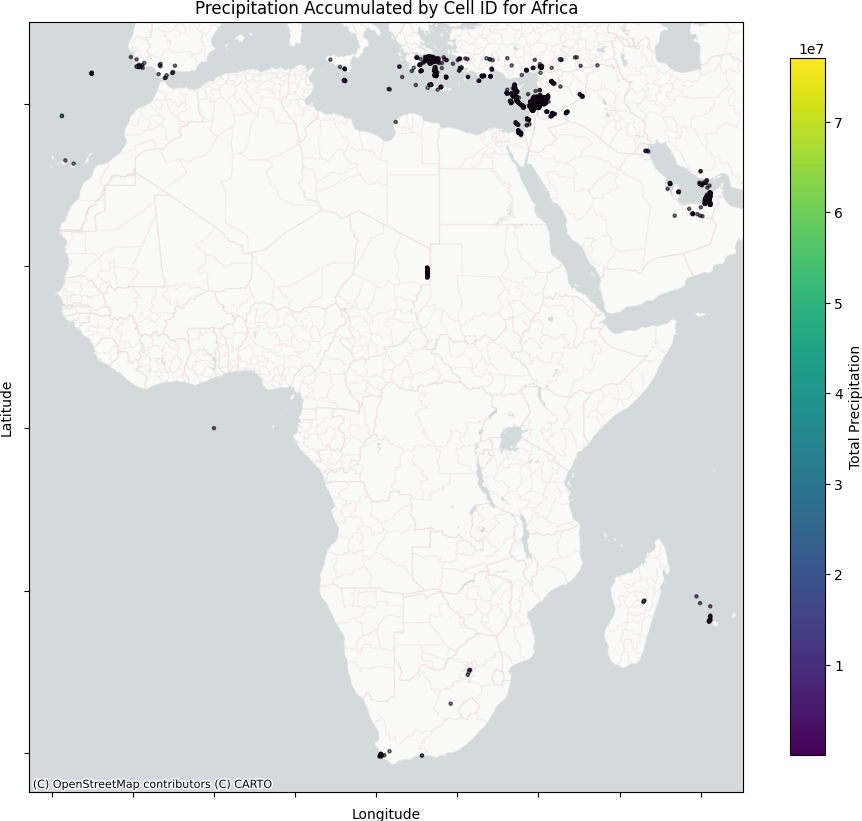 Precipitation Accumulated by Cell ID for Africa
1e7
7
6
5
4
3
2
1
Total Precipitation
Latitude
(C) OpenStreetMap contributors (C) CARTO
Longitude